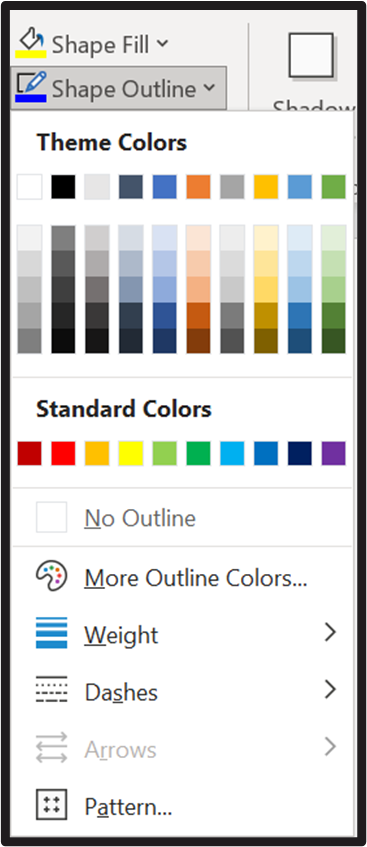 Shape Fill
Shape Outline
Shadow
Theme Colors
Standard Colors
No Outline
More Outline Colors...
Weight
Dashes
Arrows
Pattern...